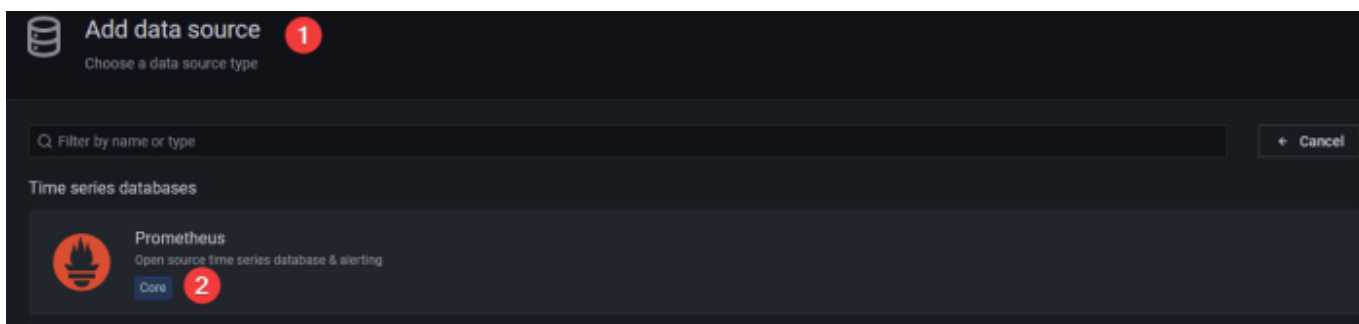 Add data source 1
Choose a data source type
Filter by name or type
← Cancel
Time series databases
Prometheus
Open source time series database & alerting
Core 2